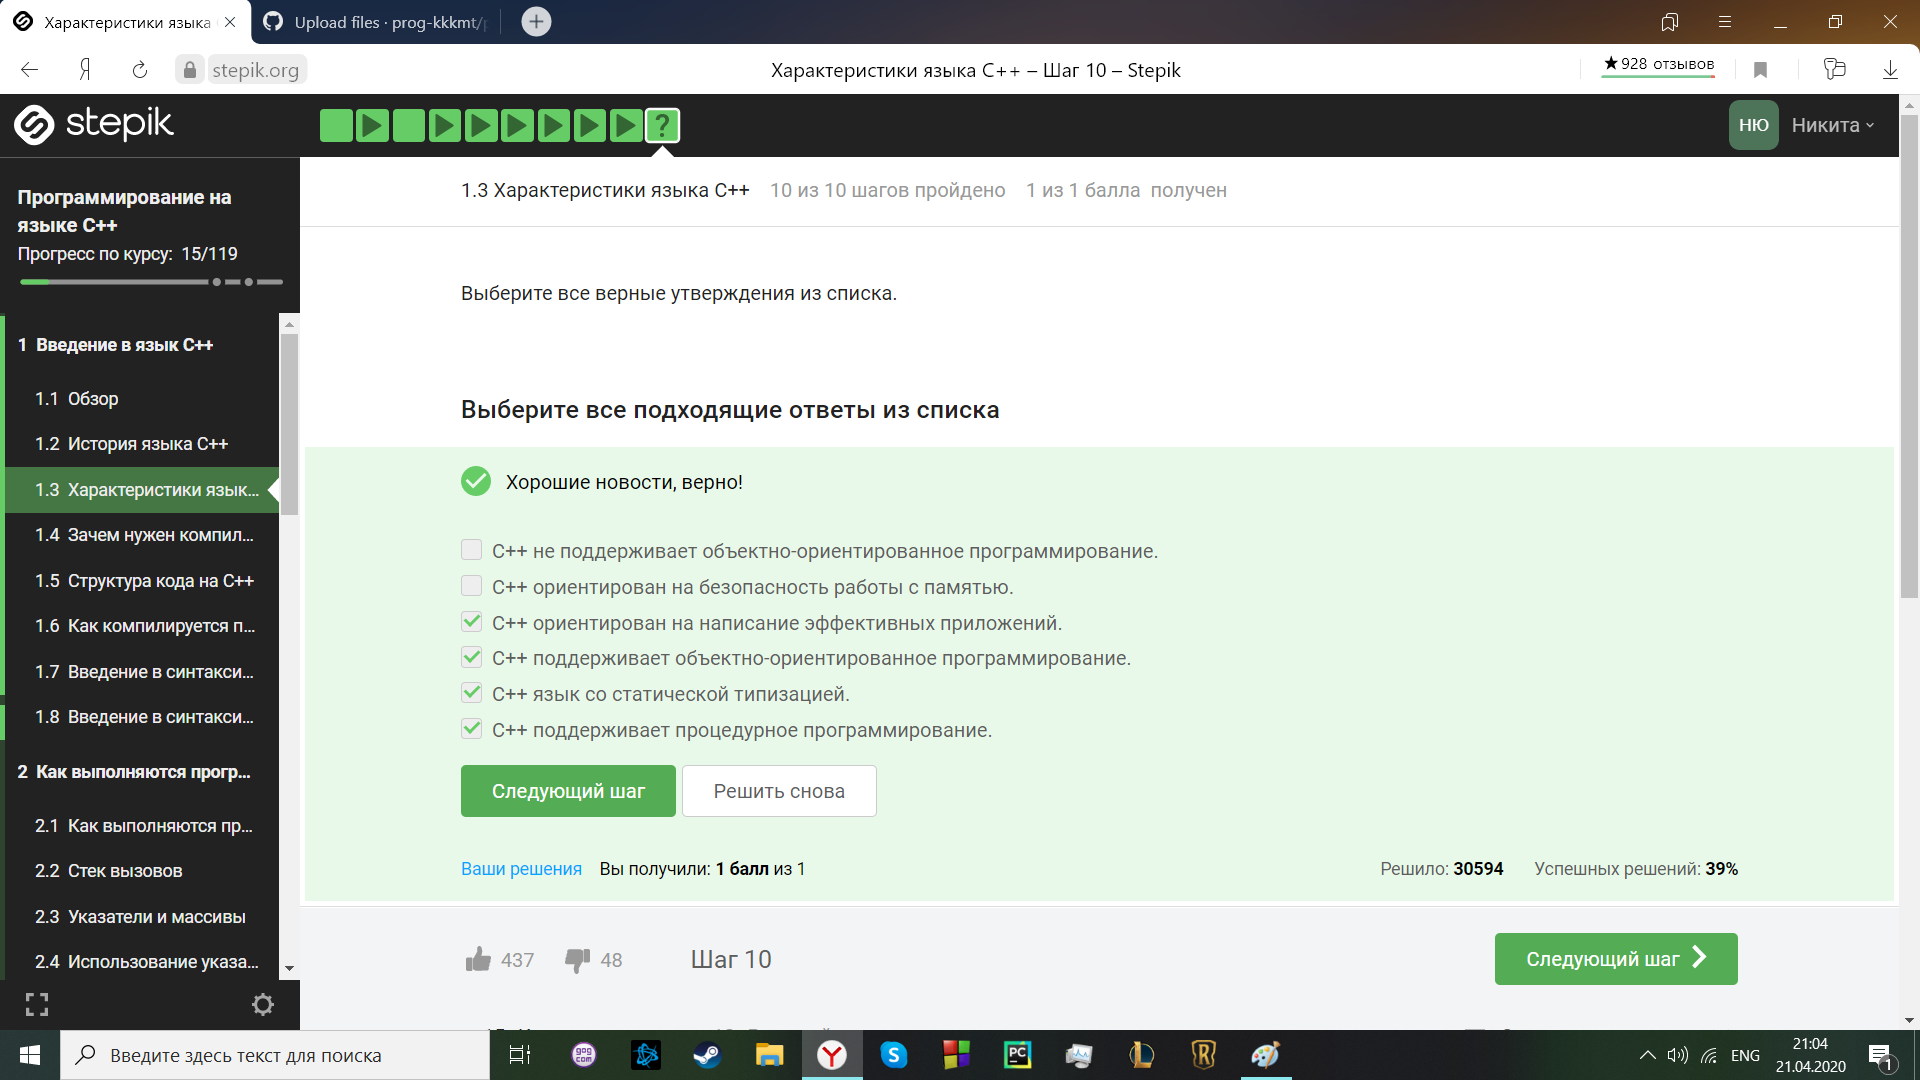 Характеристики языка
Upload files · prog-kkkmt/
stepik.org
Характеристики языка C++ – Шаг 10 – Stepik
★928 отзывов
stepik
?
НЮ
Никита
Программирование на
языке C++
Прогресс по курсу: 15/119
1.3 Характеристики языка C++ 10 из 10 шагов пройдено 1 из 1 балла получен
1 Введение в язык C++
1.1 Обзор
1.2 История языка C++
1.3 Характеристики язык...
1.4 Зачем нужен компил...
1.5 Структура кода на C++
1.6 Как компилируется п...
1.7 Введение в синтакси...
1.8 Введение в синтакси...
2 Как выполняются прогр...
2.1 Как выполняются пр...
2.2 Стек вызовов
2.3 Указатели и массивы
2.4 Использование указа...
Выберите все верные утверждения из списка.
Выберите все подходящие ответы из списка
Хорошие новости, верно!
C++ не поддерживает объектно-ориентированное программирование.
C++ ориентирован на безопасность работы с памятью.
C++ ориентирован на написание эффективных приложений.
C++ поддерживает объектно-ориентированное программирование.
C++ язык со статической типизацией.
C++ поддерживает процедурное программирование.
Следующий шаг
Решить снова
Ваши решения Вы получили: 1 балл из 1
Решило: 30594 Успешных решений: 39%
437
48
Шаг 10
Следующий шаг
Введите здесь текст для поиска
gog
com
PC
ENG
21:04
21.04.2020
1